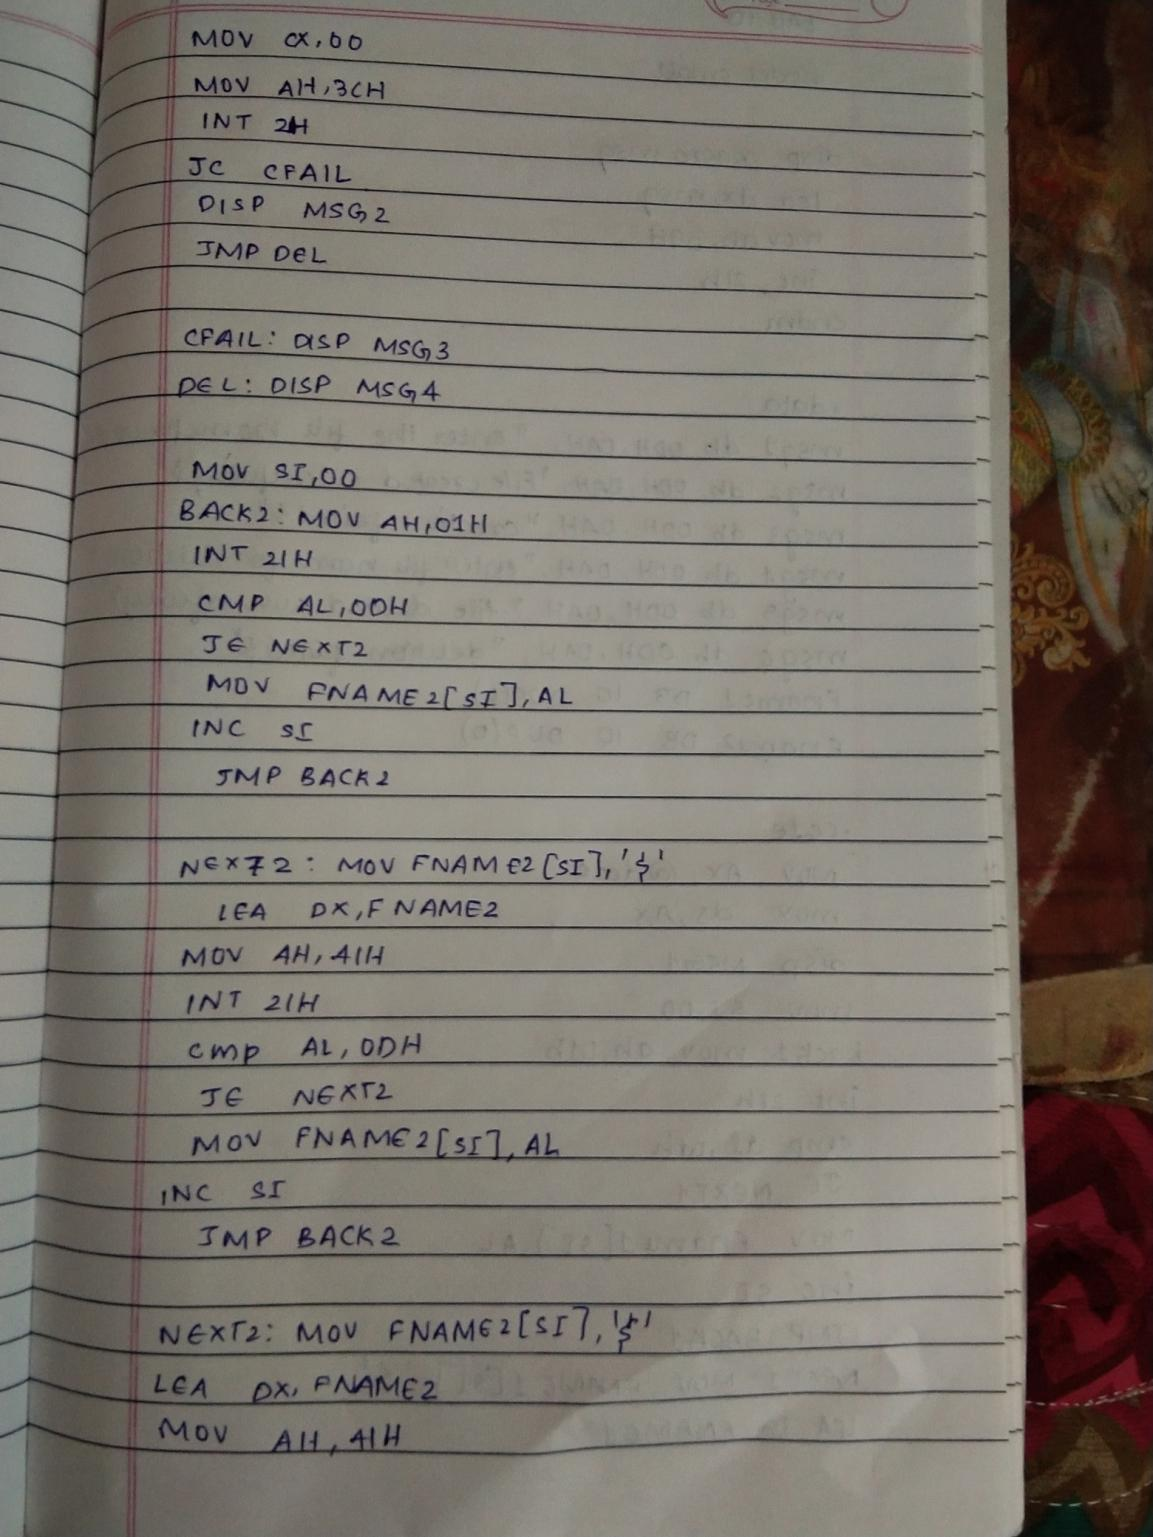 MOV CX,00
MOV AH,3CH
INT 21H
JC CFAIL
DISP MSG2
JMP DEL
CFAIL: DISP MSG3
DEL: DISP MSG4
MOV SI,00
BACK2: MOV AH,01H
INT 21H
CMP AL,0DH
JE NEXT2
MOV FNAME2[SI],AL
INC SI
JMP BACK2
NEXT2: MOV FNAME2[SI],'$'
LEA DX,FNAME2
MOV AH,41H
INT 21H
cmp AL,0DH
JE NEXT2
MOV FNAME2[SI],AL
INC SI
JMP BACK2
NEXT2: MOV FNAME2[SI],'$'
LEA DX,FNAME2
MOV AH,41H